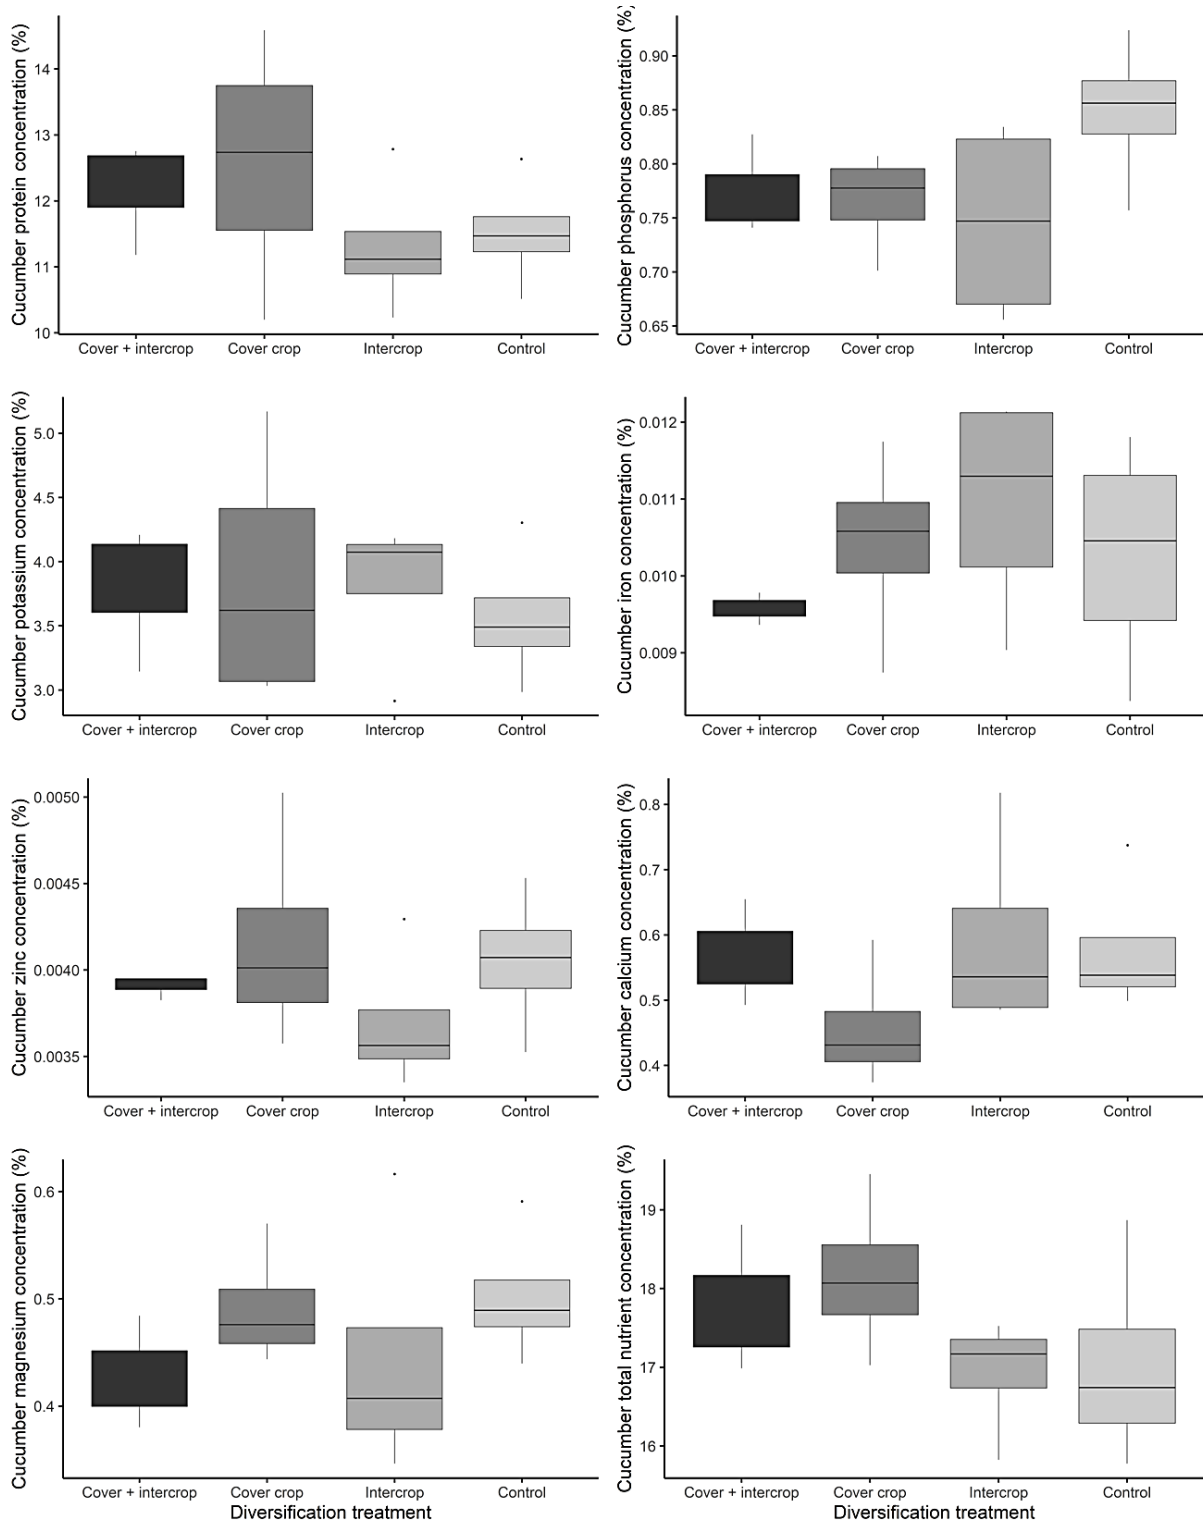 Cucumber protein concentration (%)
14
13
12
11
10
Cover + intercrop Cover crop Intercrop Control
Cucumber phosphorus concentration (%)
0.90
0.85
0.80
0.75
0.70
0.65
Cover + intercrop Cover crop Intercrop Control
Cucumber potassium concentration (%)
5.0
4.5
4.0
3.5
3.0
Cover + intercrop Cover crop Intercrop Control
Cucumber iron concentration (%)
0.012
0.011
0.010
0.009
Cover + intercrop Cover crop Intercrop Control
Cucumber zinc concentration (%)
0.0050
0.0045
0.0040
0.0035
Cover + intercrop Cover crop Intercrop Control
Cucumber calcium concentration (%)
0.8
0.7
0.6
0.5
0.4
Cover + intercrop Cover crop Intercrop Control
Cucumber magnesium concentration (%)
0.6
0.5
0.4
Cover + intercrop Cover crop Intercrop Control
Diversification treatment
Cucumber total nutrient concentration (%)
19
18
17
16
Cover + intercrop Cover crop Intercrop Control
Diversification treatment